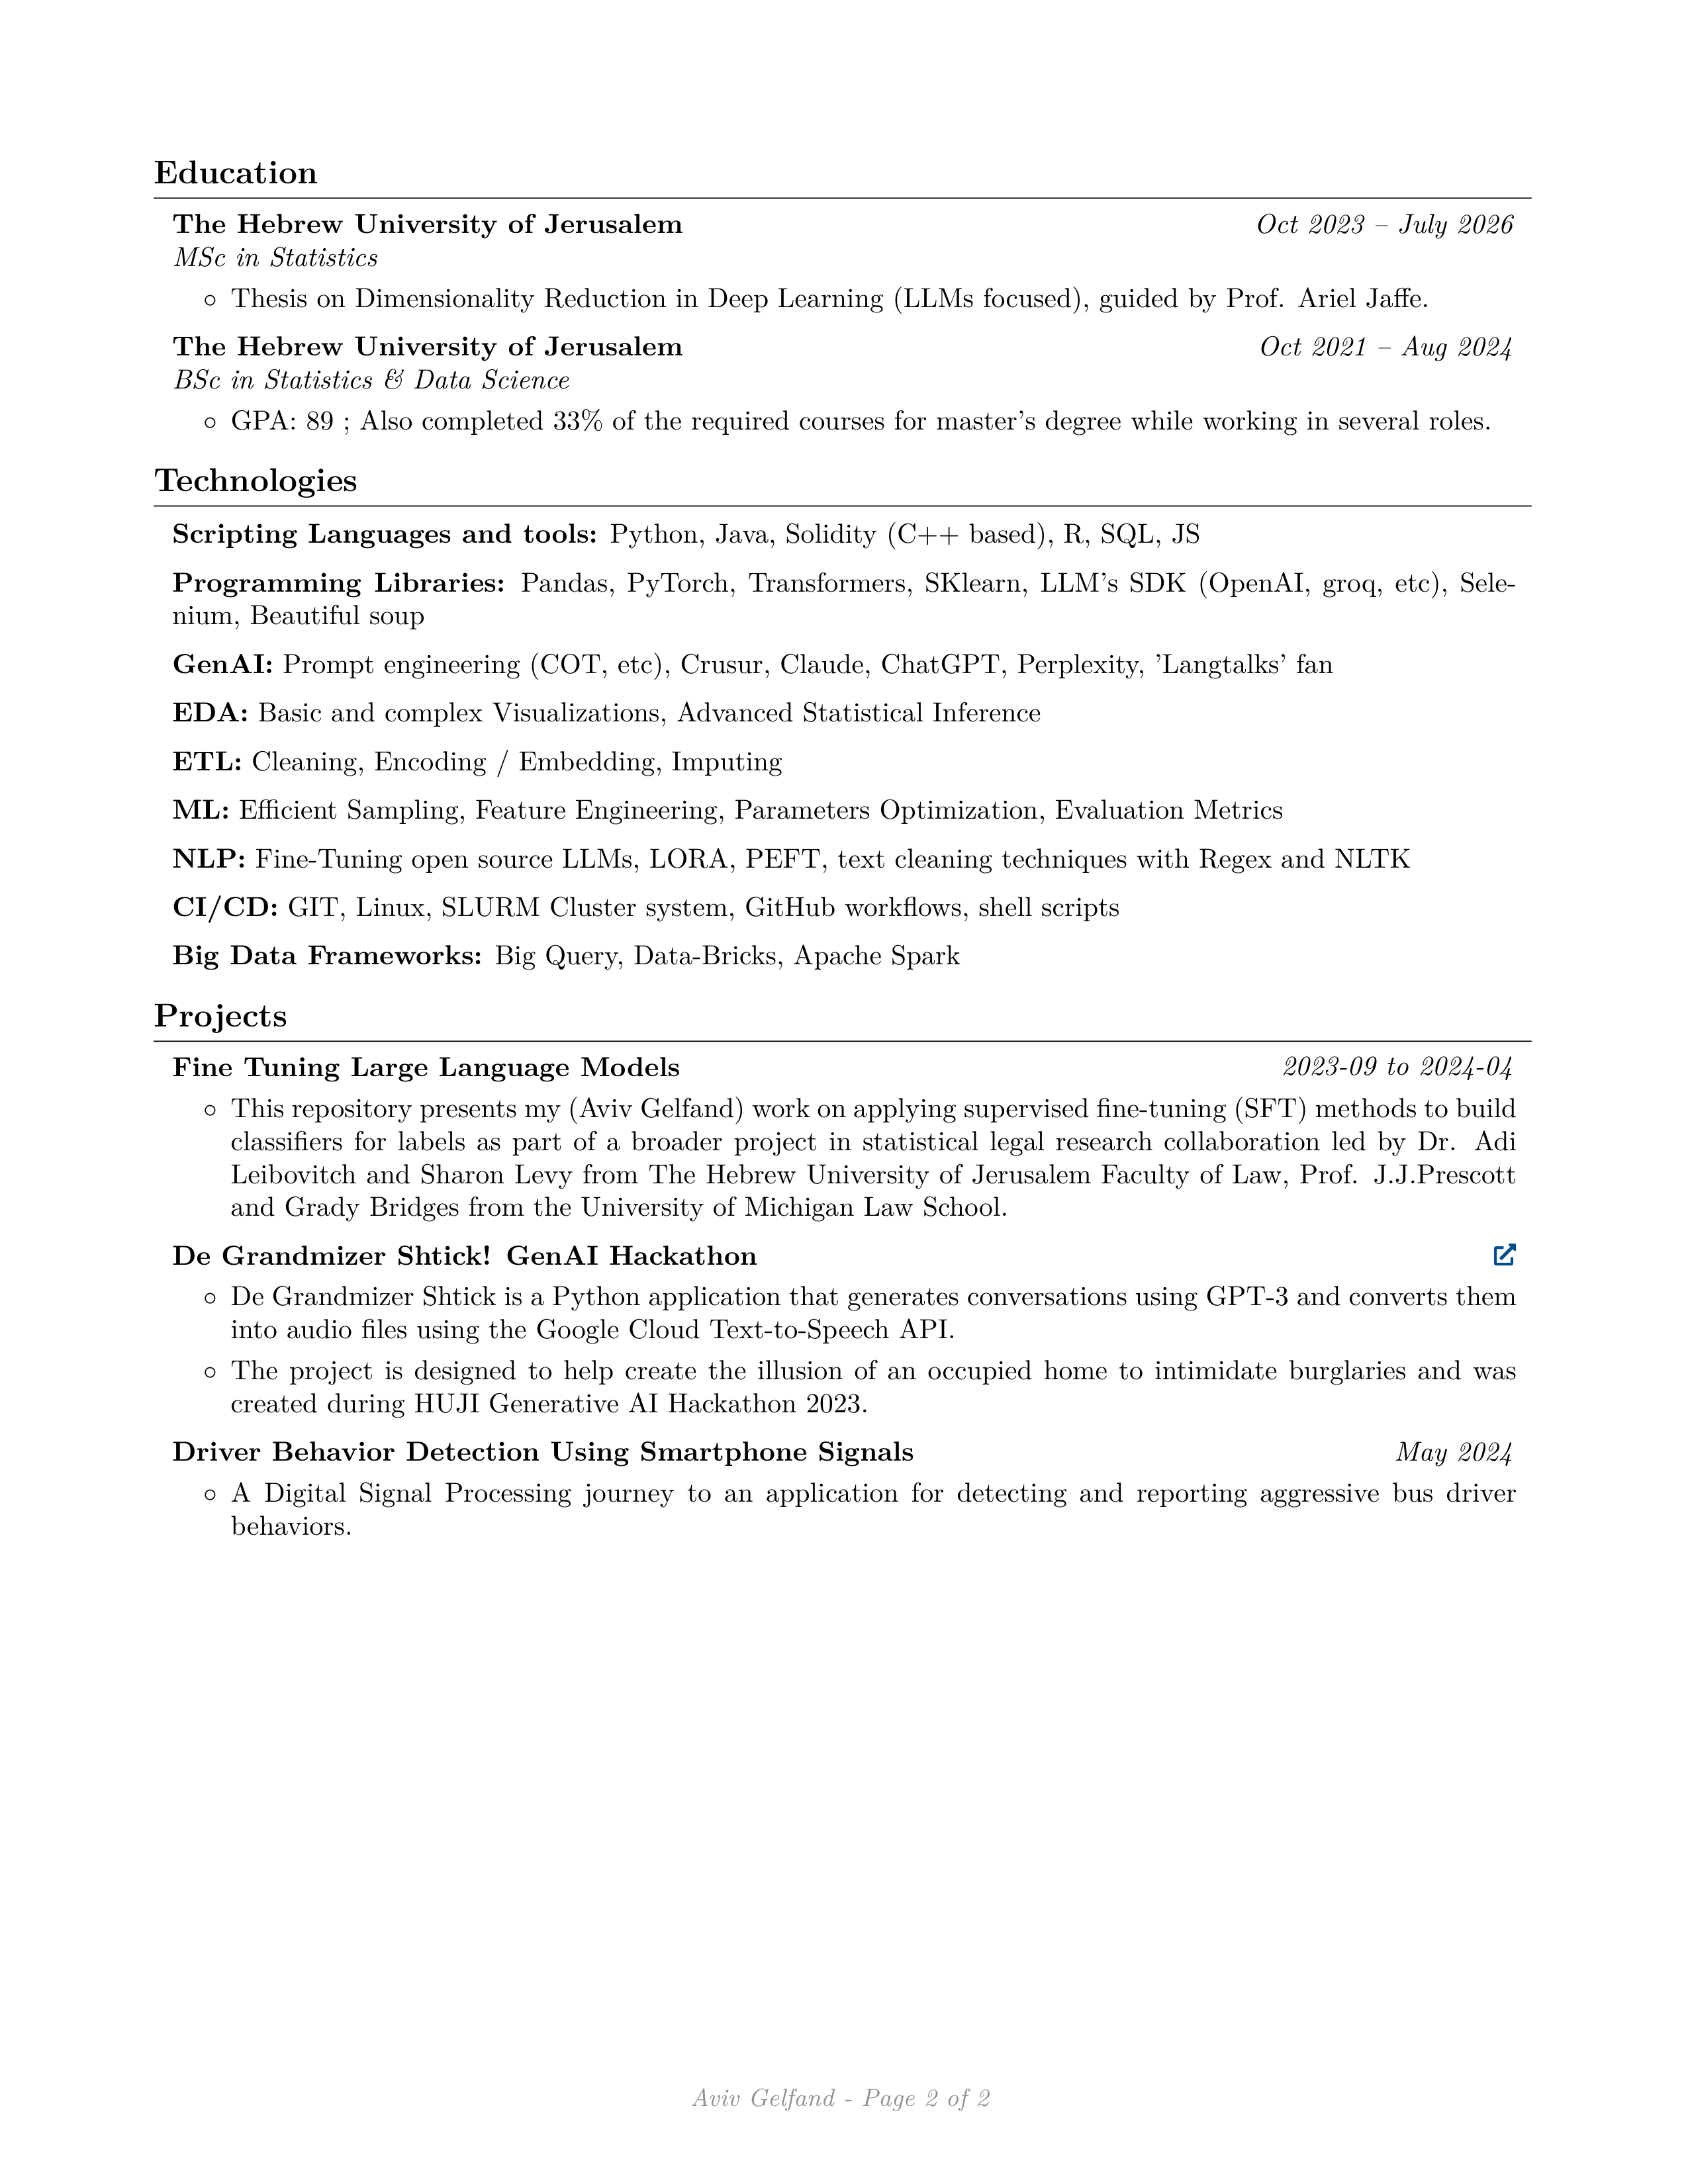 Education
The Hebrew University of Jerusalem Oct 2023 – July 2026
MSc in Statistics
◦ Thesis on Dimensionality Reduction in Deep Learning (LLMs focused), guided by Prof. Ariel Jaffe.
The Hebrew University of Jerusalem Oct 2021 – Aug 2024
BSc in Statistics & Data Science
◦ GPA: 89 ; Also completed 33% of the required courses for master's degree while working in several roles.
Technologies
Scripting Languages and tools: Python, Java, Solidity (C++ based), R, SQL, JS
Programming Libraries: Pandas, PyTorch, Transformers, SKlearn, LLM's SDK (OpenAI, groq, etc), Sele-
nium, Beautiful soup
GenAI: Prompt engineering (COT, etc), Crusur, Claude, ChatGPT, Perplexity, 'Langtalks' fan
EDA: Basic and complex Visualizations, Advanced Statistical Inference
ETL: Cleaning, Encoding / Embedding, Imputing
ML: Efficient Sampling, Feature Engineering, Parameters Optimization, Evaluation Metrics
NLP: Fine-Tuning open source LLMs, LORA, PEFT, text cleaning techniques with Regex and NLTK
CI/CD: GIT, Linux, SLURM Cluster system, GitHub workflows, shell scripts
Big Data Frameworks: Big Query, Data-Bricks, Apache Spark
Projects
Fine Tuning Large Language Models 2023-09 to 2024-04
◦ This repository presents my (Aviv Gelfand) work on applying supervised fine-tuning (SFT) methods to build
classifiers for labels as part of a broader project in statistical legal research collaboration led by Dr. Adi
Leibovitch and Sharon Levy from The Hebrew University of Jerusalem Faculty of Law, Prof. J.J.Prescott
and Grady Bridges from the University of Michigan Law School.
De Grandmizer Shtick! GenAI Hackathon
◦ De Grandmizer Shtick is a Python application that generates conversations using GPT-3 and converts them
into audio files using the Google Cloud Text-to-Speech API.
◦ The project is designed to help create the illusion of an occupied home to intimidate burglaries and was
created during HUJI Generative AI Hackathon 2023.
Driver Behavior Detection Using Smartphone Signals May 2024
◦ A Digital Signal Processing journey to an application for detecting and reporting aggressive bus driver
behaviors.
Aviv Gelfand - Page 2 of 2